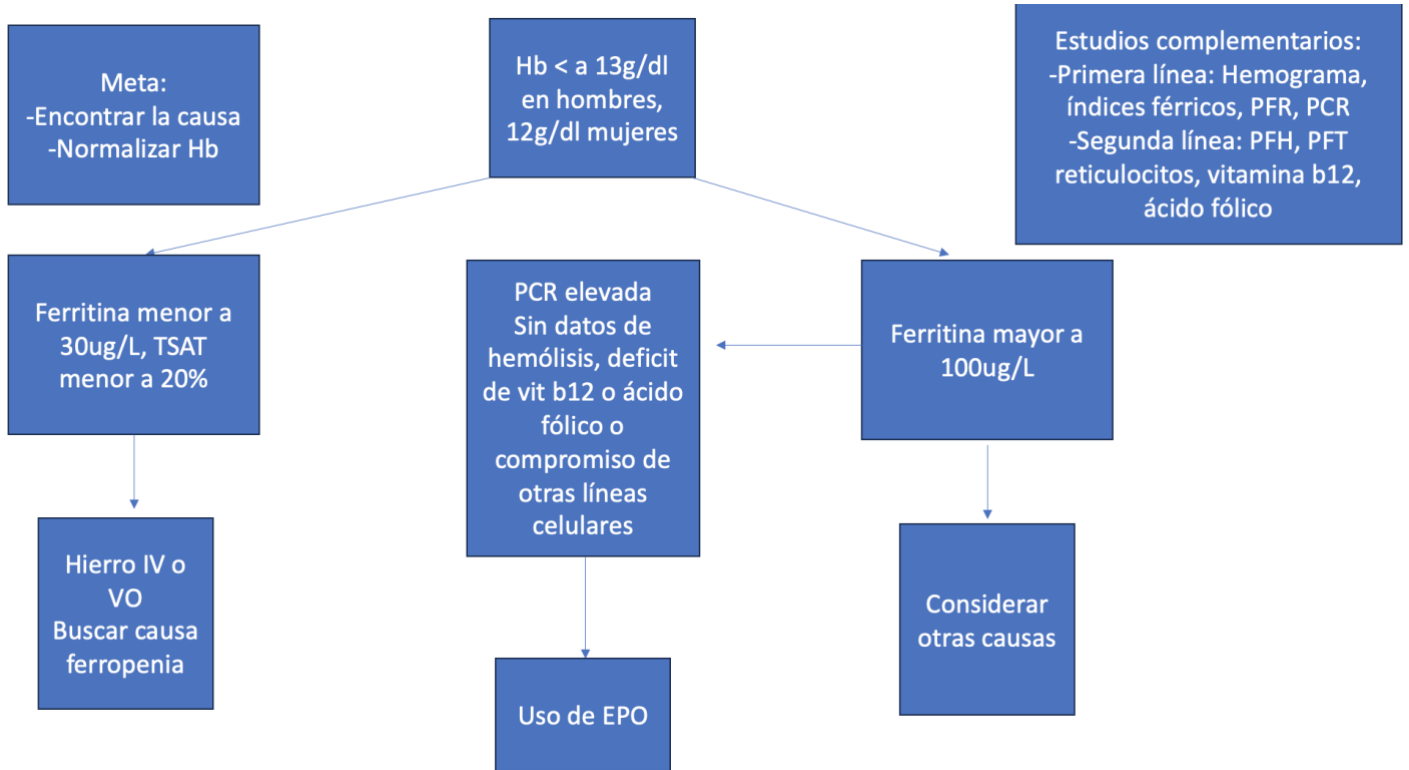 Meta:
-Encontrar la causa
-Normalizar Hb
Hb < a 13g/dl
en hombres,
12g/dl mujeres
Estudios complementarios:
-Primera línea: Hemograma,
índices férricos, PFR, PCR
-Segunda línea: PFH, PFT
reticulocitos, vitamina b12,
ácido fólico
Ferritina menor a
30ug/L, TSAT
menor a 20%
PCR elevada
Sin datos de
hemólisis, deficit
de vit b12 o ácido
fólico o
compromiso de
otras líneas
celulares
Ferritina mayor a
100ug/L
Hierro IV o
VO
Buscar causa
ferropenia
Uso de EPO
Considerar
otras causas